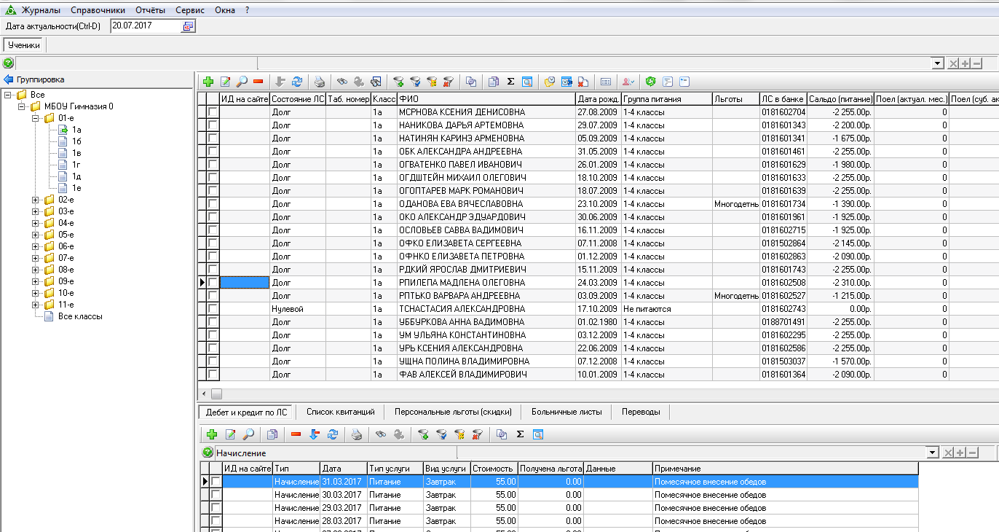 Журналы Справочники Отчёты Сервис Окна ?
Дата актуальности(Ctrl-D) 20.07.2017
Ученики
Группировка
Все
МБОУ Гимназия 0
01-е
1а
1б
1в
1г
1д
1е
02-е
03-е
04-е
05-е
06-е
07-е
08-е
09-е
10-е
11-е
Все классы
ИД на сайте Состояние ЛС Таб. номер Класс ФИО Дата рожд. Группа питания Льготы ЛС в банке Сальдо (питание) Поел (актуал. мес.) Поел (суб. ак
Долг 1а МСРНОВА КСЕНИЯ ДЕНИСОВНА 27.08.2009 1-4 классы 0181602704 -2 255.00р. 0
Долг 1а НАНИКОВА ДАРЬЯ АРТЕМОВНА 29.07.2009 1-4 классы 0181601343 -2 200.00р. 0
Долг 1а НАТИНЯН КАРИНЭ АРМЕНОВНА 05.09.2009 1-4 классы 0181601341 -1 675.00р. 0
Долг 1а ОБК АЛЕКСАНДРА АНДРЕЕВНА 31.05.2009 1-4 классы 0181601461 -2 255.00р. 0
Долг 1а ОГВАТЕНКО ПАВЕЛ ИВАНОВИЧ 26.01.2009 1-4 классы 0181601629 -1 980.00р. 0
Долг 1а ОГДШТЕЙН МИХАИЛ ОЛЕГОВИЧ 18.10.2009 1-4 классы 0181601633 -2 255.00р. 0
Долг 1а ОГОПТАРЕВ МАРК РОМАНОВИЧ 18.07.2009 1-4 классы 0181601639 -2 255.00р. 0
Долг 1а ОДАНОВА ЕВА ВЯЧЕСЛАВОВНА 23.10.2009 1-4 классы Многодетнь 0181601734 -1 390.00р. 0
Долг 1а ОКО АЛЕКСАНДР ЭДУАРДОВИЧ 30.06.2009 1-4 классы 0181601961 -1 925.00р. 0
Долг 1а ОСЛОВЬЕВ САВВА ВАДИМОВИЧ 16.11.2009 1-4 классы 0181602715 -1 925.00р. 0
Долг 1а ОФКО ЕЛИЗАВЕТА СЕРГЕЕВНА 07.11.2008 1-4 классы 0181502864 -2 145.00р. 0
Долг 1а ОФНКО ЕЛИЗАВЕТА ПЕТРОВНА 01.12.2009 1-4 классы 0181602863 -2 090.00р. 0
Долг 1а РДКИЙ ЯРОСЛАВ ДМИТРИЕВИЧ 15.11.2009 1-4 классы 0181601743 -2 255.00р. 0
Долг 1а РПИЛЕПА МАДЛЕНА ОЛЕГОВНА 24.03.2009 1-4 классы 0181602508 -2 310.00р. 0
Долг 1а РПТЬКО ВАРВАРА АНДРЕЕВНА 03.09.2009 1-4 классы Многодетнь 0181602527 -1 215.00р. 0
Нулевой 1а ТСНАСТАСИЯ АЛЕКСАНДРОВНА 17.10.2009 Не питаются 0181602743 0.00р. 0
Долг 1а УББУРКОВА АННА ВАДИМОВНА 01.02.1980 1-4 классы 0188701491 -2 255.00р. 0
Долг 1а УМ УЛЬЯНА КОНСТАНТИНОВНА 03.12.2009 1-4 классы 0181602295 -2 255.00р. 0
Долг 1а УРЬ КСЕНИЯ АЛЕКСАНДРОВНА 22.06.2009 1-4 классы 0181602586 -2 255.00р. 0
Долг 1а УЩНА ПОЛИНА ВЛАДИМИРОВНА 07.12.2008 1-4 классы 0181503037 -1 570.00р. 0
Долг 1а ФАВ АЛЕКСЕЙ ВЛАДИМИРОВИЧ 10.01.2009 1-4 классы 0181601364 -2 090.00р. 0
Дебет и кредит по ЛС Список квитанций Персональные льготы (скидки) Больничные листы Переводы
Начисление
ИД на сайте Тип Дата Тип услуги Вид услуги Стоимость Получена льгота Данные Примечание
Начисление 31.03.2017 Питание Завтрак 55.00 0.00 Помесячное внесение обедов
Начисление 30.03.2017 Питание Завтрак 55.00 0.00 Помесячное внесение обедов
Начисление 29.03.2017 Питание Завтрак 55.00 0.00 Помесячное внесение обедов
Начисление 28.03.2017 Питание Завтрак 55.00 0.00 Помесячное внесение обедов